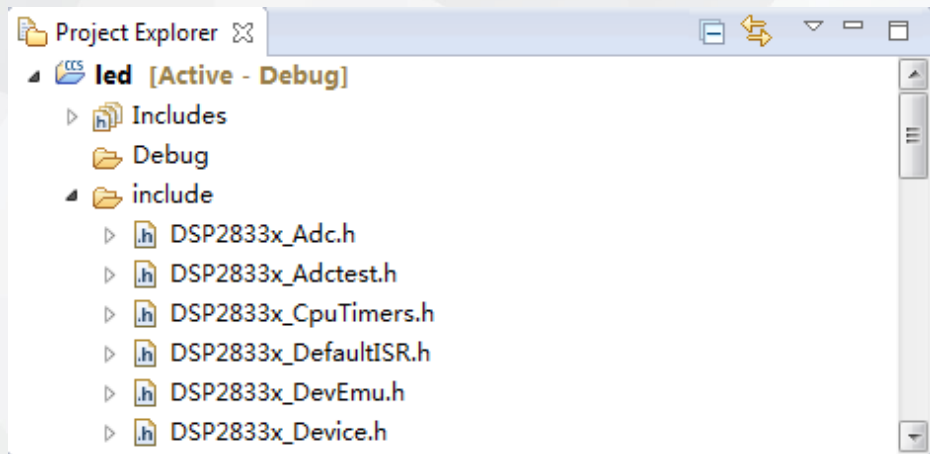 Project Explorer
led [Active - Debug]
Includes
Debug
include
DSP2833x_Adc.h
DSP2833x_Adctest.h
DSP2833x_CpuTimers.h
DSP2833x_DefaultISR.h
DSP2833x_DevEmu.h
DSP2833x_Device.h